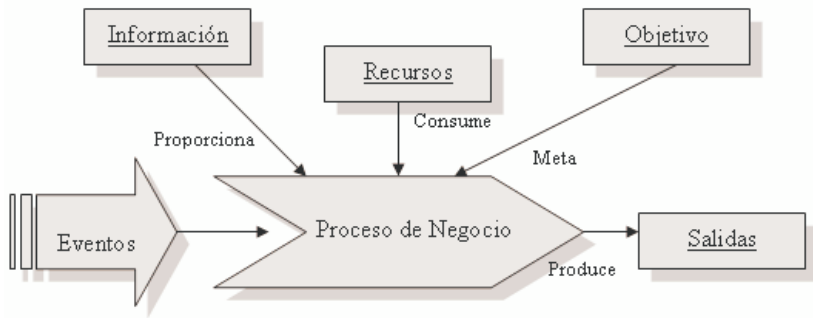 Información
Objetivo
Recursos
Consume
Proporciona
Meta
Eventos
Proceso de Negocio
Salidas
Produce